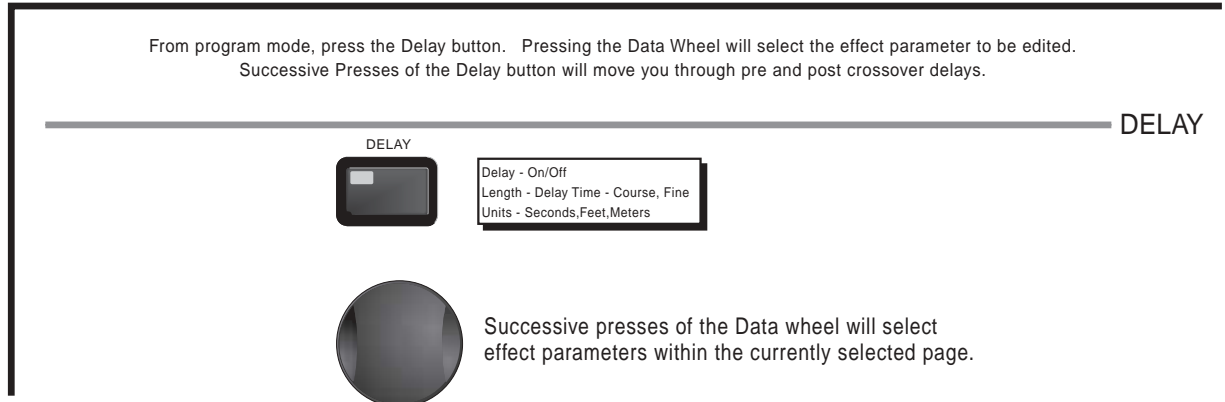 From program mode, press the Delay button. Pressing the Data Wheel will select the effect parameter to be edited.
Successive Presses of the Delay button will move you through pre and post crossover delays.
DELAY
DELAY
Delay - On/Off
Length - Delay Time - Course, Fine
Units - Seconds,Feet,Meters
Successive presses of the Data wheel will select
effect parameters within the currently selected page.